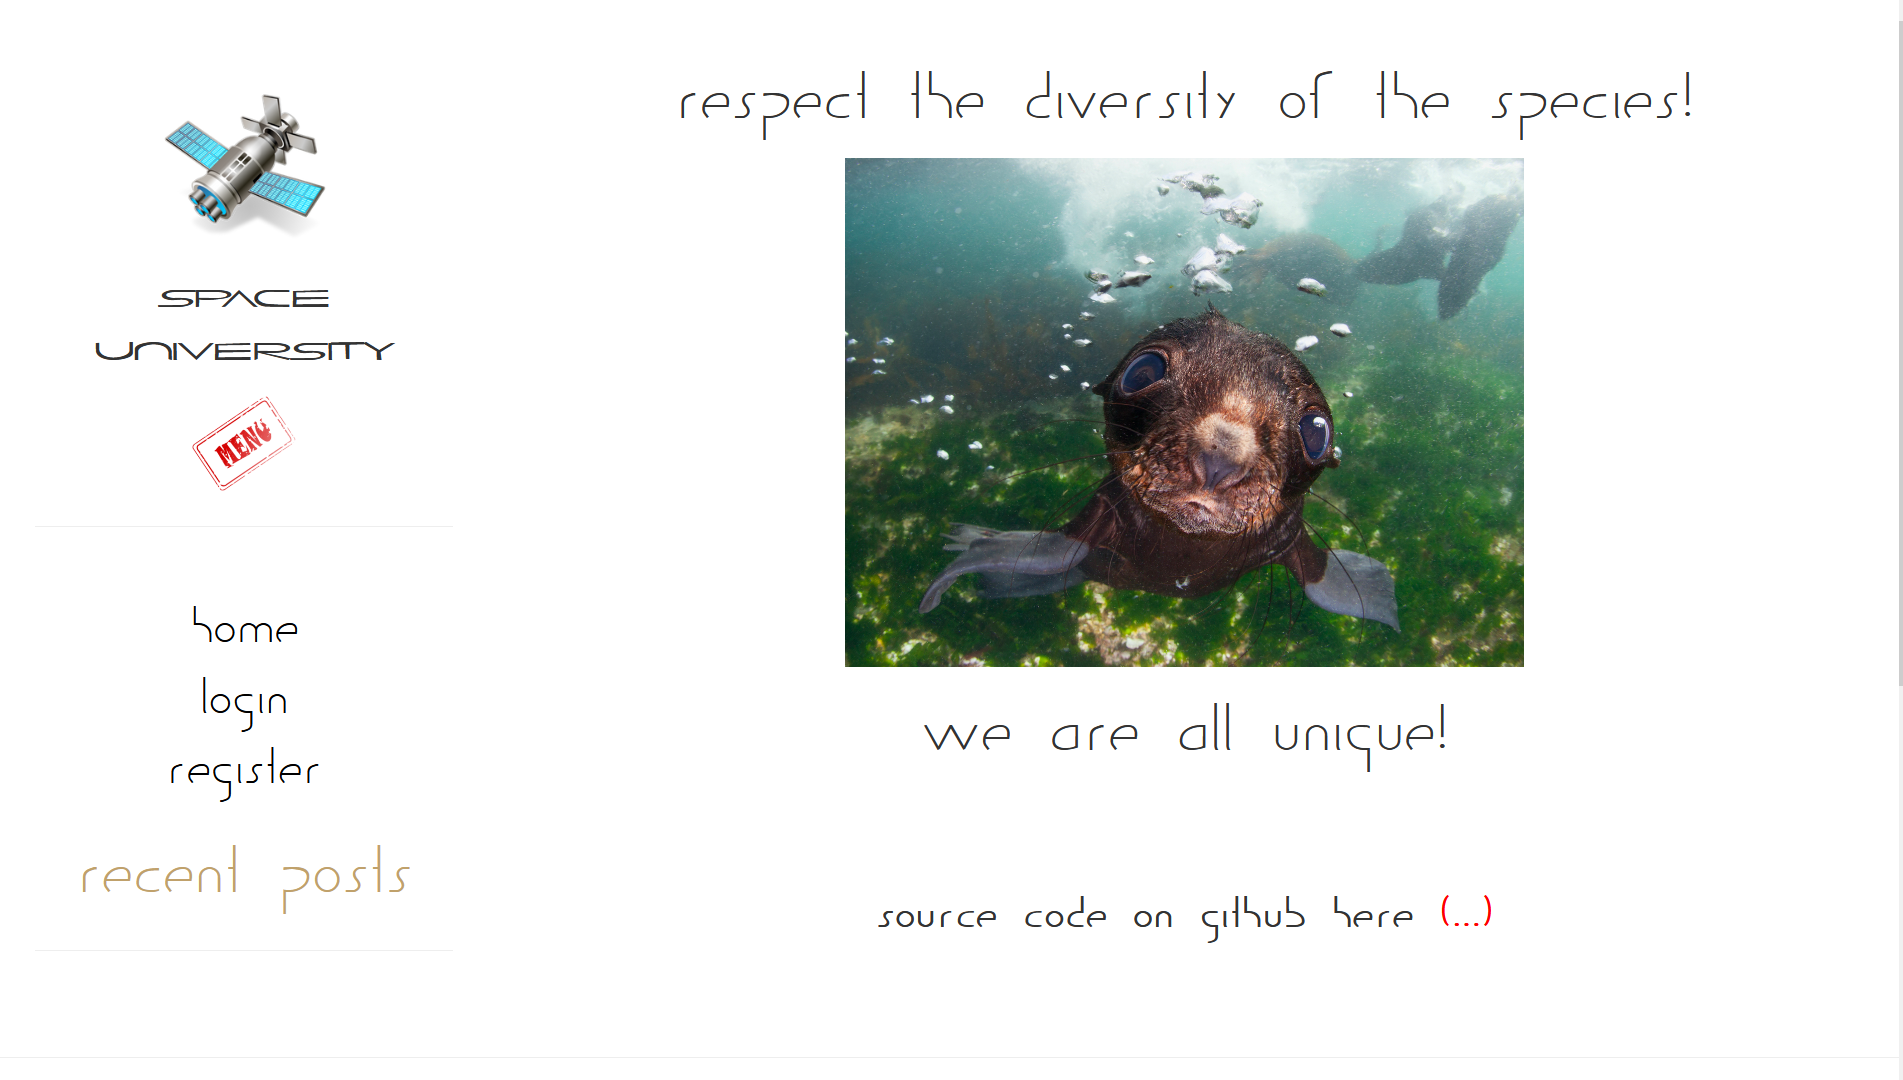 SPACE
UNIVERSITY
MENU
home
login
register
recent posts
respect the diversity of the species!
we are all unique!
source code on github here (...)